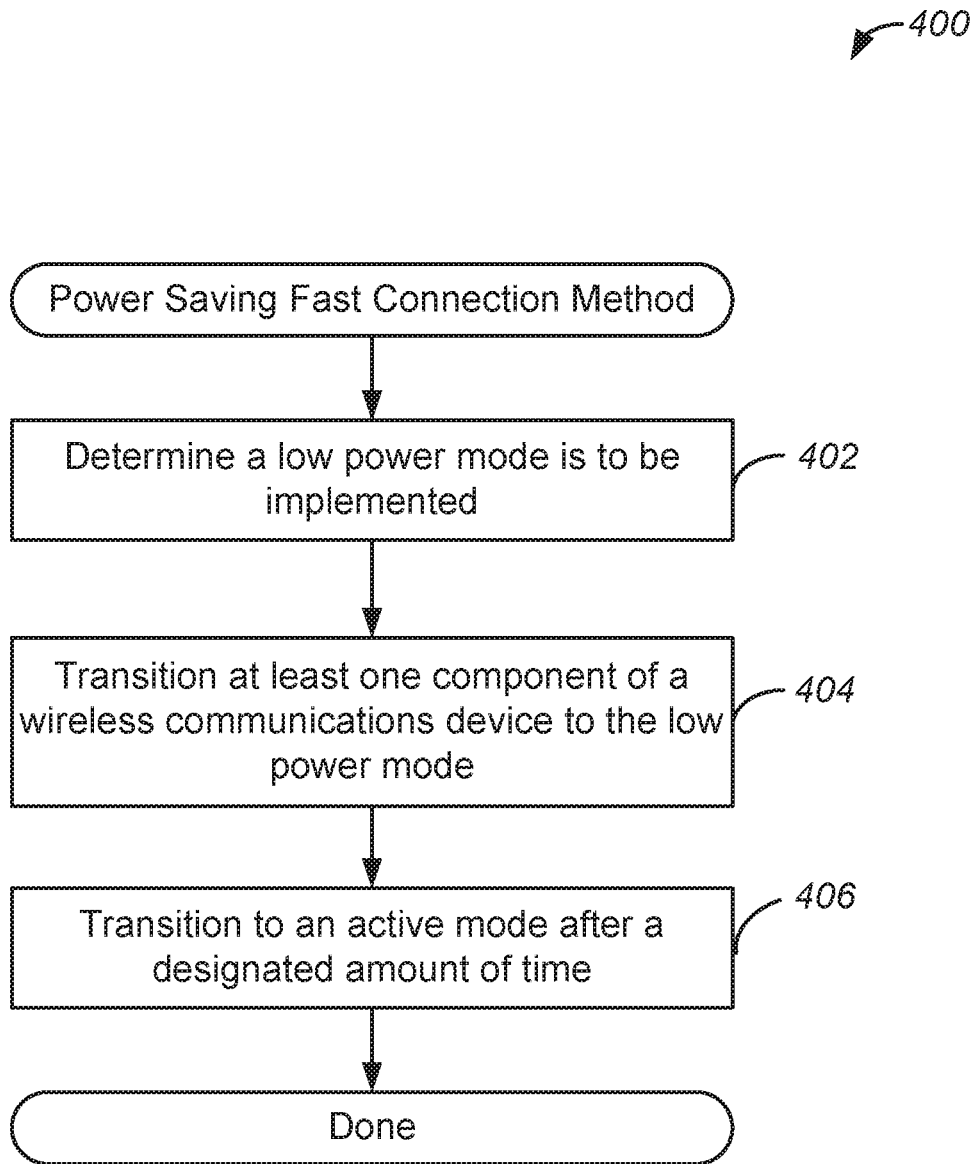 400
Power Saving Fast Connection Method
Determine a low power mode is to be
implemented
402
Transition at least one component of a
wireless communications device to the low
power mode
404
Transition to an active mode after a
designated amount of time
406
Done